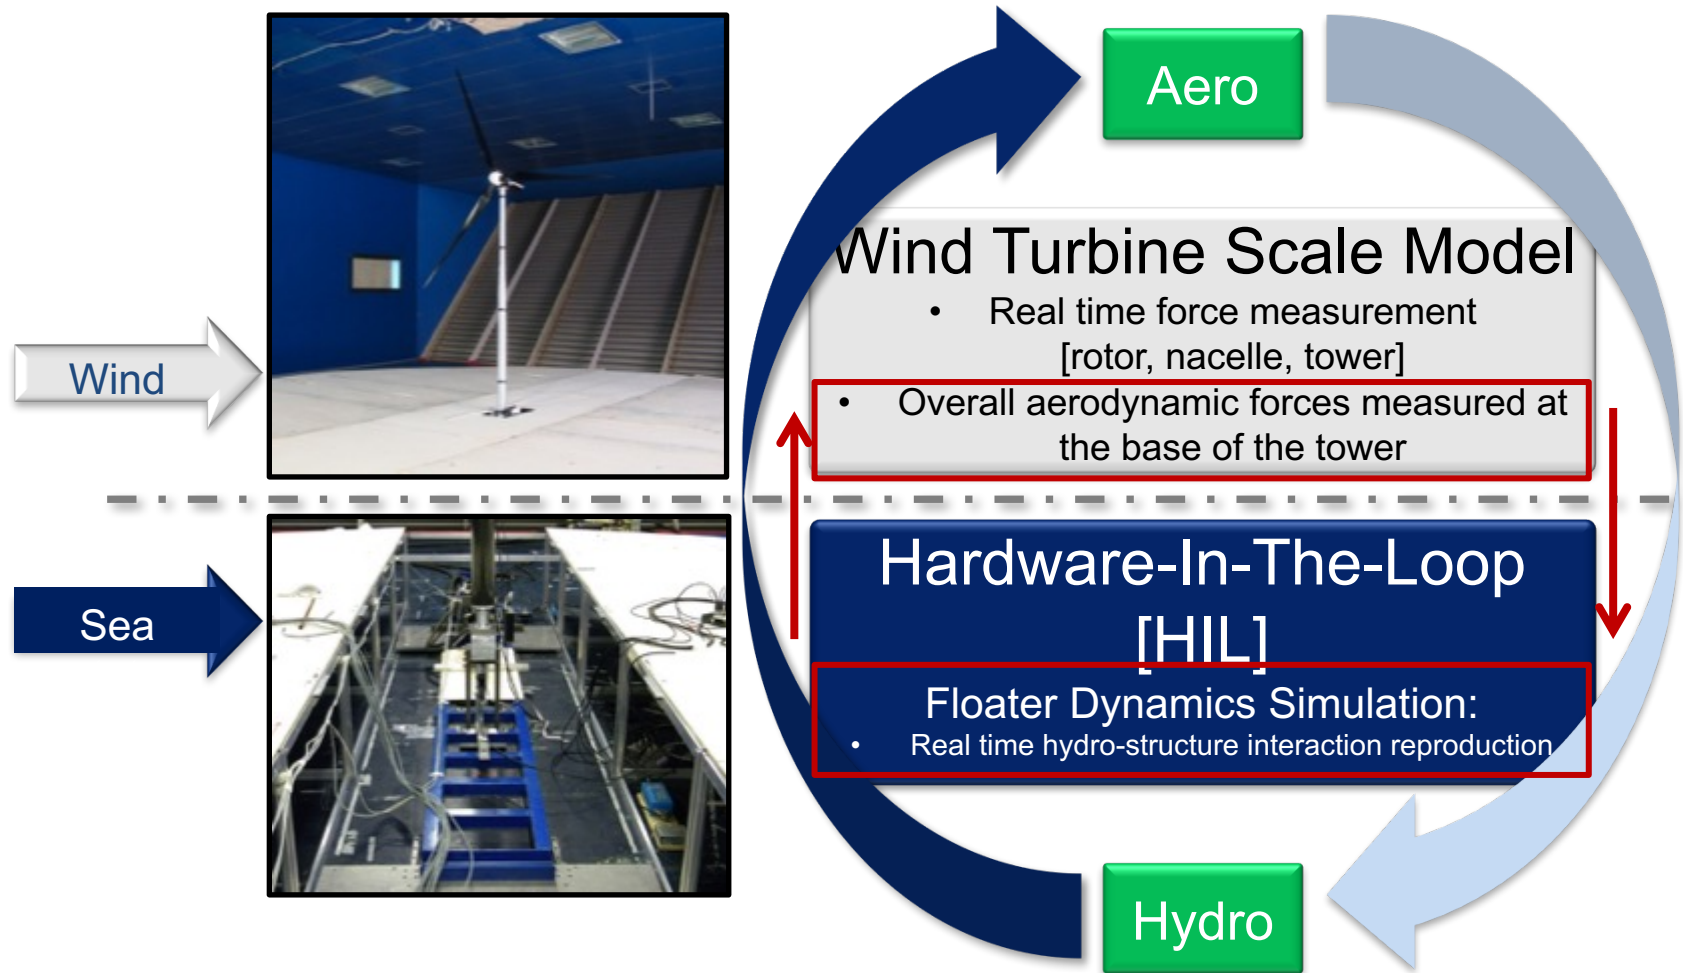 Aero
Wind Turbine Scale Model
• Real time force measurement
[rotor, nacelle, tower]
• Overall aerodynamic forces measured at
the base of the tower
Wind
Sea
Hardware-In-The-Loop
[HIL]
Floater Dynamics Simulation:
• Real time hydro-structure interaction reproduction
Hydro